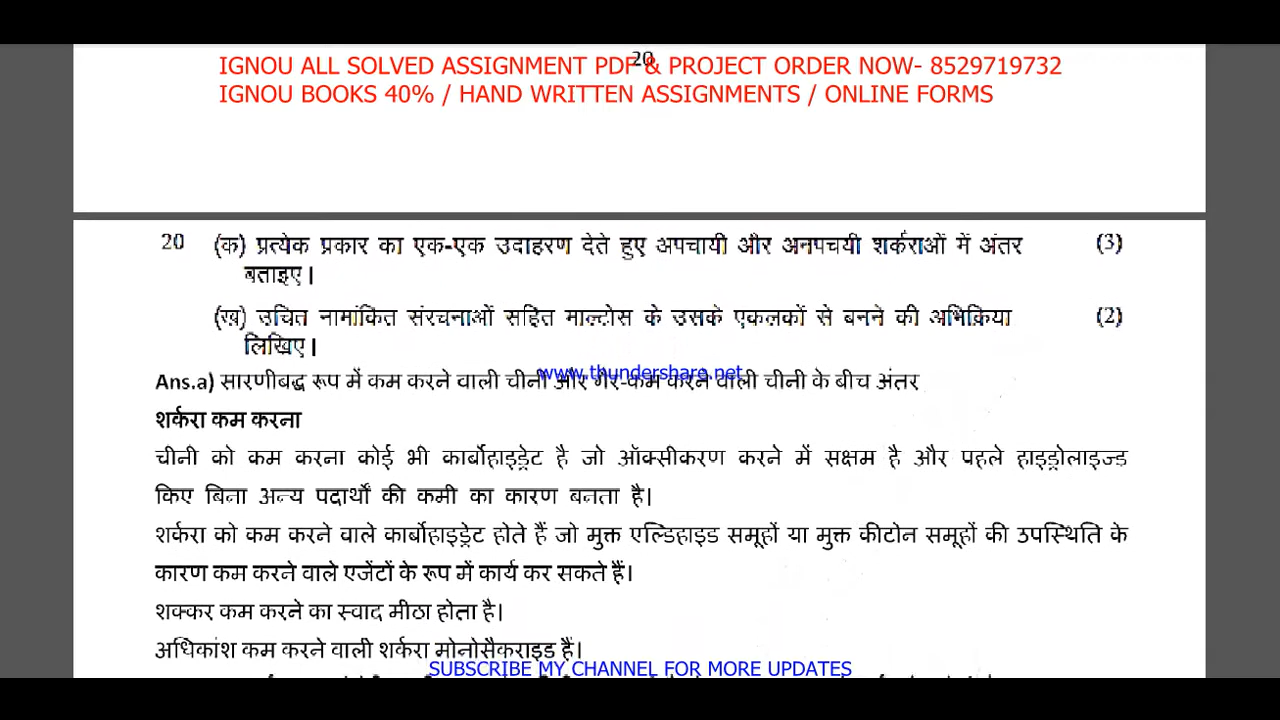 20
IGNOU ALL SOLVED ASSIGNMENT PDF & PROJECT ORDER NOW- 8529719732
IGNOU BOOKS 40% / HAND WRITTEN ASSIGNMENTS / ONLINE FORMS
20 (क) प्रत्येक प्रकार का एक-एक उदाहरण देते हुए अपचायी और अनपचयी शर्कराओं में अंतर (3)
बताइए।
(ख) उचित नामांकित संरचनाओं सहित माल्टोस के उसके एकलकों से बनने की अभिक्रिया (2)
लिखिए।
www.thundershare.net
Ans.a) सारणीबद्ध रूप में कम करने वाली चीनी और गैर-कम करने वाली चीनी के बीच अंतर
शर्करा कम करना
चीनी को कम करना कोई भी कार्बोहाइड्रेट है जो ऑक्सीकरण करने में सक्षम है और पहले हाइड्रोलाइज्ड
किए बिना अन्य पदार्थों की कमी का कारण बनता है।
शर्करा को कम करने वाले कार्बोहाइड्रेट होते हैं जो मुक्त एल्डिहाइड समूहों या मुक्त कीटोन समूहों की उपस्थिति के
कारण कम करने वाले एजेंटों के रूप में कार्य कर सकते हैं।
शक्कर कम करने का स्वाद मीठा होता है।
अधिकांश कम करने वाली शर्करा मोनोसैकराइड हैं।
SUBSCRIBE MY CHANNEL FOR MORE UPDATES